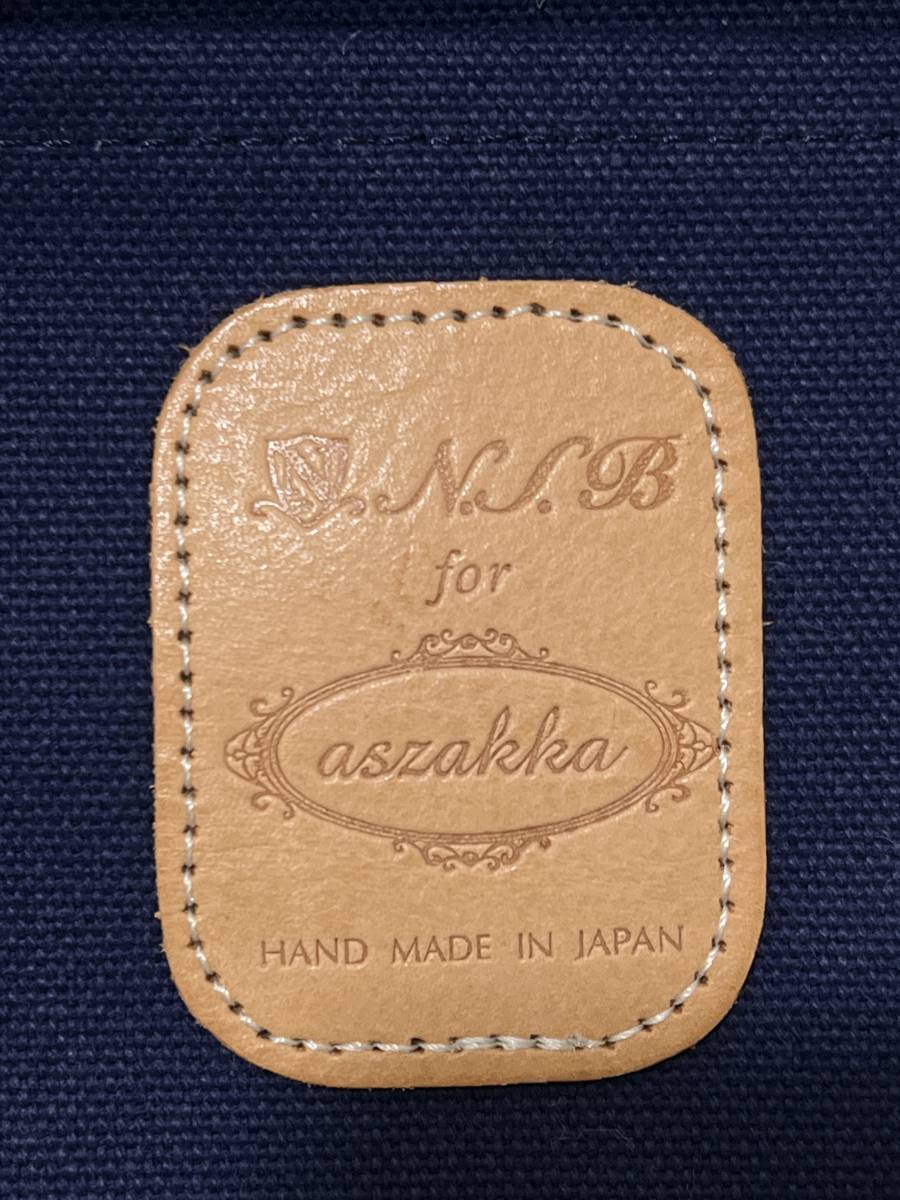 N N.S.B
for
aszakka
HAND MADE IN JAPAN